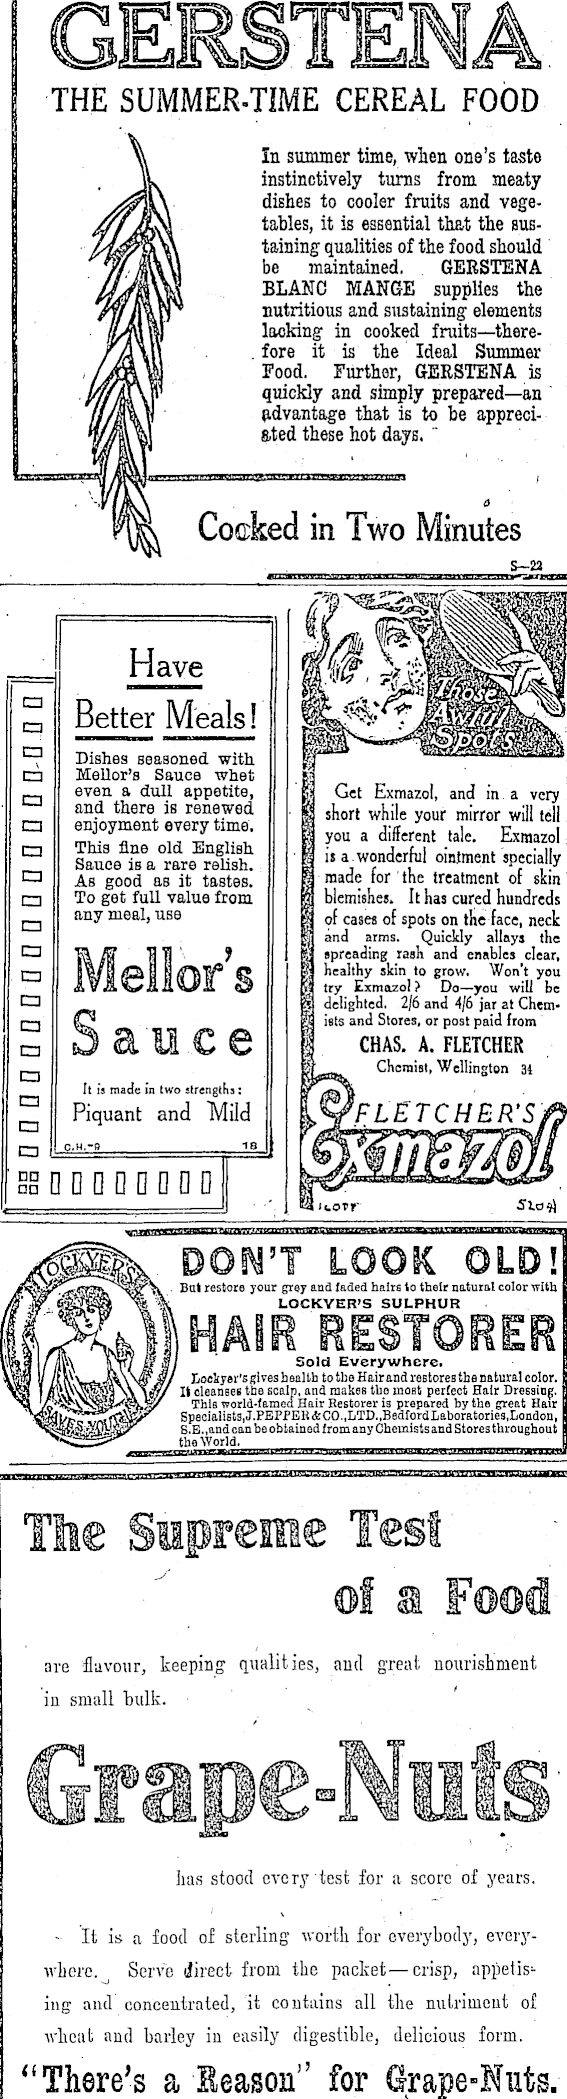 GERSTENA
THE SUMMER-TIME CEREAL FOOD
In summer time, when one's taste
instinctively turns from meaty
dishes to cooler fruits and vege-
tables, it is essential that the sus-
taining qualities of the food should
be maintained. GERSTENA
BLANC MANGE supplies the
nutritious and sustaining elements
lacking in cooked fruits—there-
fore it is the Ideal Summer
Food. Further, GERSTENA is
quickly and simply prepared—an
advantage that is to be appreci-
ated these hot days.
Cooked in Two Minutes
S—22
Have
Better Meals!
Dishes seasoned with
Mellor's Sauce whet
even a dull appetite,
and there is renewed
enjoyment every time.
This fine old English
Sauce is a rare relish.
As good as it tastes.
To get full value from
any meal, use
Mellor's
Sauce
It is made in two strengths:
Piquant and Mild
C.H.-9 18
Those
Awful
Spots
Get Exmazol, and in a very
short while your mirror will tell
you a different tale. Exmazol
is a wonderful ointment specially
made for the treatment of skin
blemishes. It has cured hundreds
of cases of spots on the face, neck
and arms. Quickly allays the
spreading rash and enables clear,
healthy skin to grow. Won't you
try Exmazol? Do—you will be
delighted. 2/6 and 4/6 jar at Chem-
ists and Stores, or post paid from
CHAS. A. FLETCHER
Chemist, Wellington 34
FLETCHER'S
Exmazol
ILOTT
LOCKYER'S
SAVES YOUR
DON'T LOOK OLD!
But restore your grey and faded hairs to their natural color with
LOCKYER'S SULPHUR
HAIR RESTORER
Sold Everywhere.
Lockyer's gives health to the Hair and restores the natural color.
It cleanses the scalp, and makes the most perfect Hair Dressing.
This world-famed Hair Restorer is prepared by the great Hair
Specialists, J. PEPPER & CO., LTD., Bedford Laboratories, London,
S.E., and can be obtained from any Chemists and Stores throughout
the World.
The Supreme Test
of a Food
are flavour, keeping qualities, and great nourishment
in small bulk.
Grape-Nuts
has stood every test for a score of years.
It is a food of sterling worth for everybody, every-
where. Serve direct from the packet—crisp, appetis-
ing and concentrated, it contains all the nutriment of
wheat and barley in easily digestible, delicious form.
"There's a Reason" for Grape-Nuts.